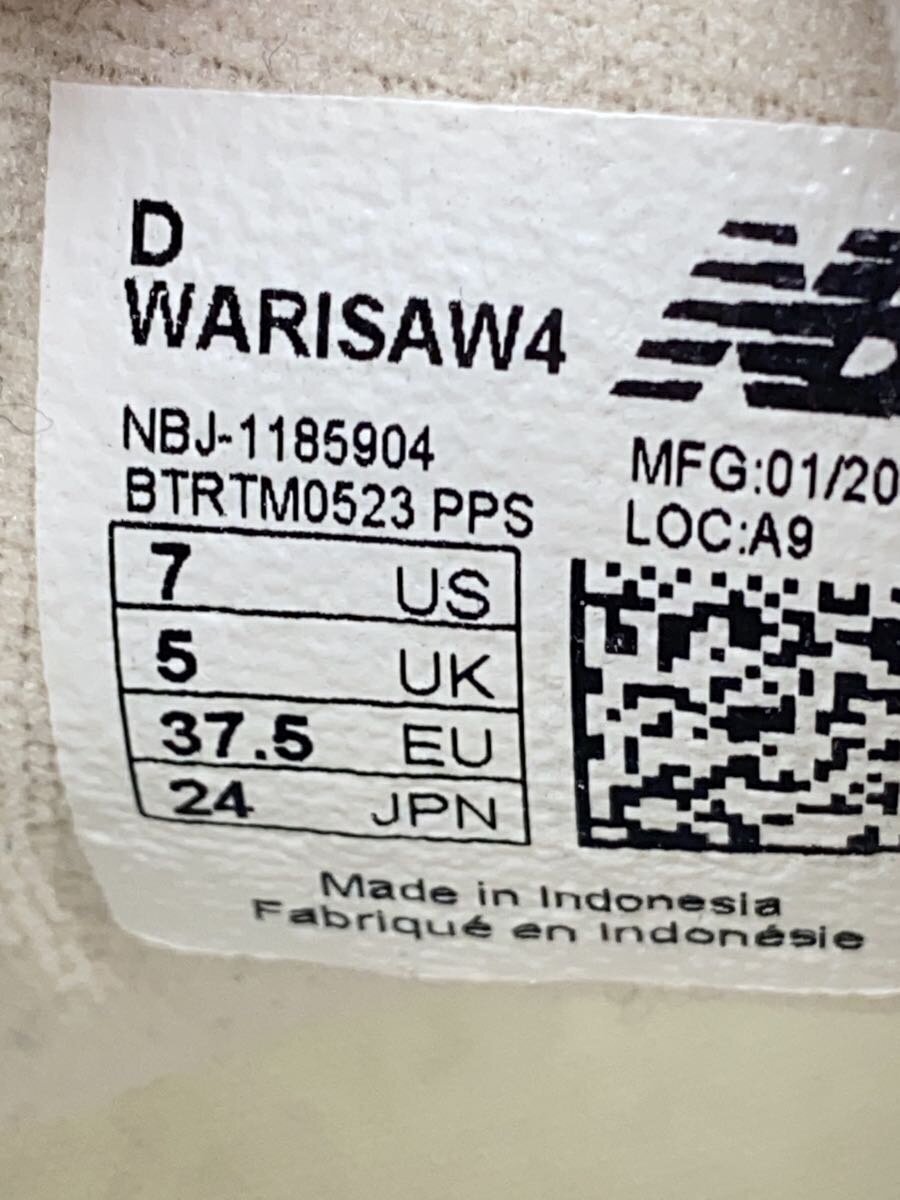 D
WARISAW4
NBJ-1185904
BTRTM0523 PPS
MFG:01/20
LOC:A9
7 US
5 UK
37.5 EU
24 JPN
Made in Indonesia
Fabriqué en Indonésie